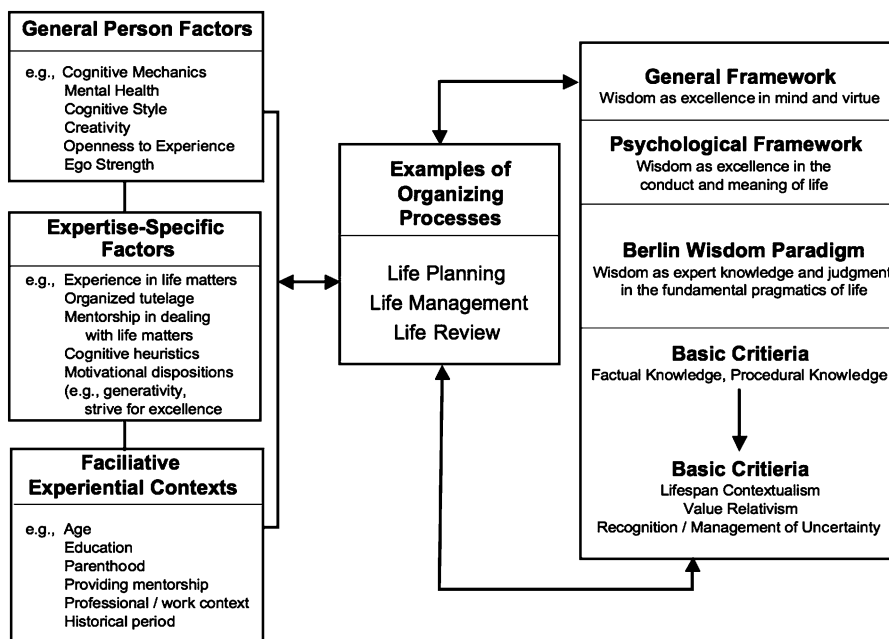 General Person Factors
e.g., Cognitive Mechanics
Mental Health
Cognitive Style
Creativity
Openness to Experience
Ego Strength
Expertise-Specific
Factors
e.g., Experience in life matters
Organized tutelage
Mentorship in dealing
with life matters
Cognitive heuristics
Motivational dispositions
(e.g., generativity,
strive for excellence
Faciliative
Experiential Contexts
e.g., Age
Education
Parenthood
Providing mentorship
Professional / work context
Historical period
Examples of
Organizing
Processes
Life Planning
Life Management
Life Review
General Framework
Wisdom as excellence in mind and virtue
Psychological Framework
Wisdom as excellence in the
conduct and meaning of life
Berlin Wisdom Paradigm
Wisdom as expert knowledge and judgment
in the fundamental pragmatics of life
Basic Critieria
Factual Knowledge, Procedural Knowledge
Basic Critieria
Lifespan Contextualism
Value Relativism
Recognition / Management of Uncertainty